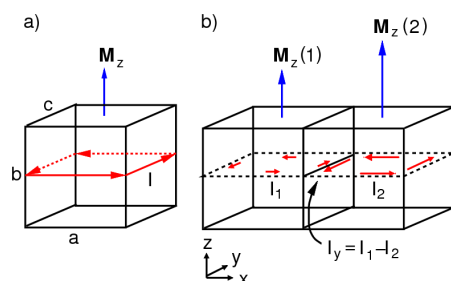 a)
M_z
c
b
I
a
b)
M_z(1)
M_z(2)
I_1
I_2
I_y = I_1 – I_2
z
y
x